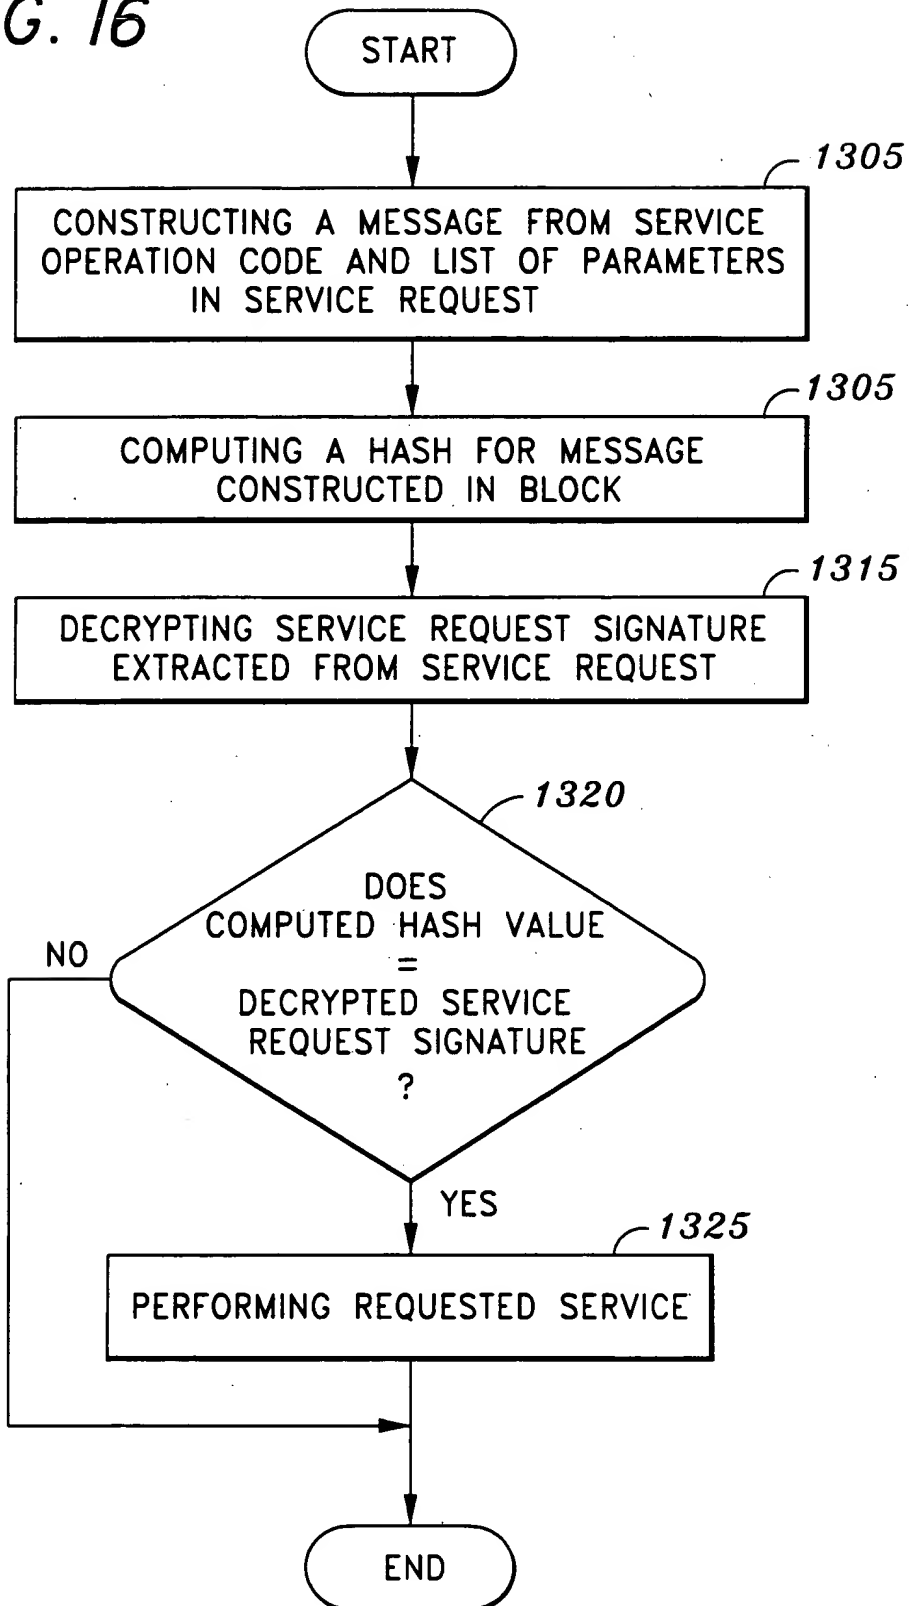 G. 16
START
1305
CONSTRUCTING A MESSAGE FROM SERVICE
OPERATION CODE AND LIST OF PARAMETERS
IN SERVICE REQUEST
1305
COMPUTING A HASH FOR MESSAGE
CONSTRUCTED IN BLOCK
1315
DECRYPTING SERVICE REQUEST SIGNATURE
EXTRACTED FROM SERVICE REQUEST
1320
DOES
COMPUTED HASH VALUE
=
DECRYPTED SERVICE
REQUEST SIGNATURE
?
NO
YES
1325
PERFORMING REQUESTED SERVICE
END